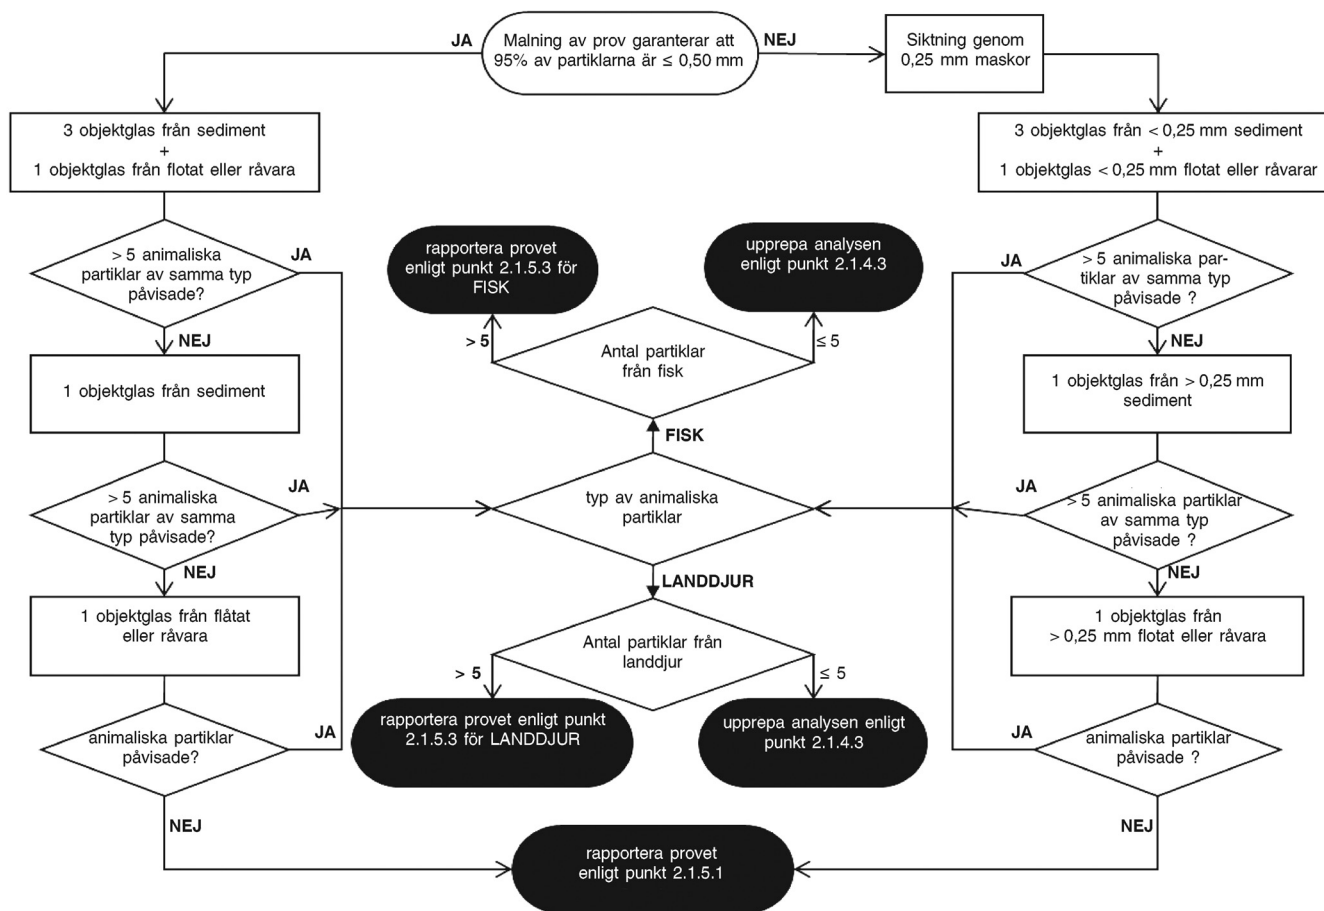 Malning av prov garanterar att
95% av partiklarna är ≤ 0,50 mm
JA
NEJ
Siktning genom
0,25 mm maskor
3 objektglas från sediment
+
1 objektglas från flotat eller råvara
> 5 animaliska
partiklar av samma typ
påvisade?
JA
NEJ
1 objektglas från sediment
> 5 animaliska
partiklar av samma
typ påvisade?
JA
NEJ
1 objektglas från flåtat
eller råvara
animaliska partiklar
påvisade?
JA
NEJ
rapportera provet
enligt punkt 2.1.5.3 för
FISK
upprepa analysen
enligt punkt 2.1.4.3
> 5
≤ 5
Antal partiklar
från fisk
FISK
typ av animaliska
partiklar
LANDDJUR
Antal partiklar från
landdjur
> 5
≤ 5
rapportera provet enligt punkt
2.1.5.3 för LANDDJUR
upprepa analysen enligt
punkt 2.1.4.3
rapportera provet
enligt punkt 2.1.5.1
3 objektglas från < 0,25 mm sediment
+
1 objektglas < 0,25 mm flotat eller råvarar
> 5 animaliska par-
tiklar av samma typ
påvisade ?
JA
NEJ
1 objektglas från > 0,25 mm
sediment
> 5 animaliska partiklar
av samma typ
påvisade ?
JA
NEJ
1 objektglas från
> 0,25 mm flotat eller råvara
animaliska partiklar
påvisade ?
JA
NEJ